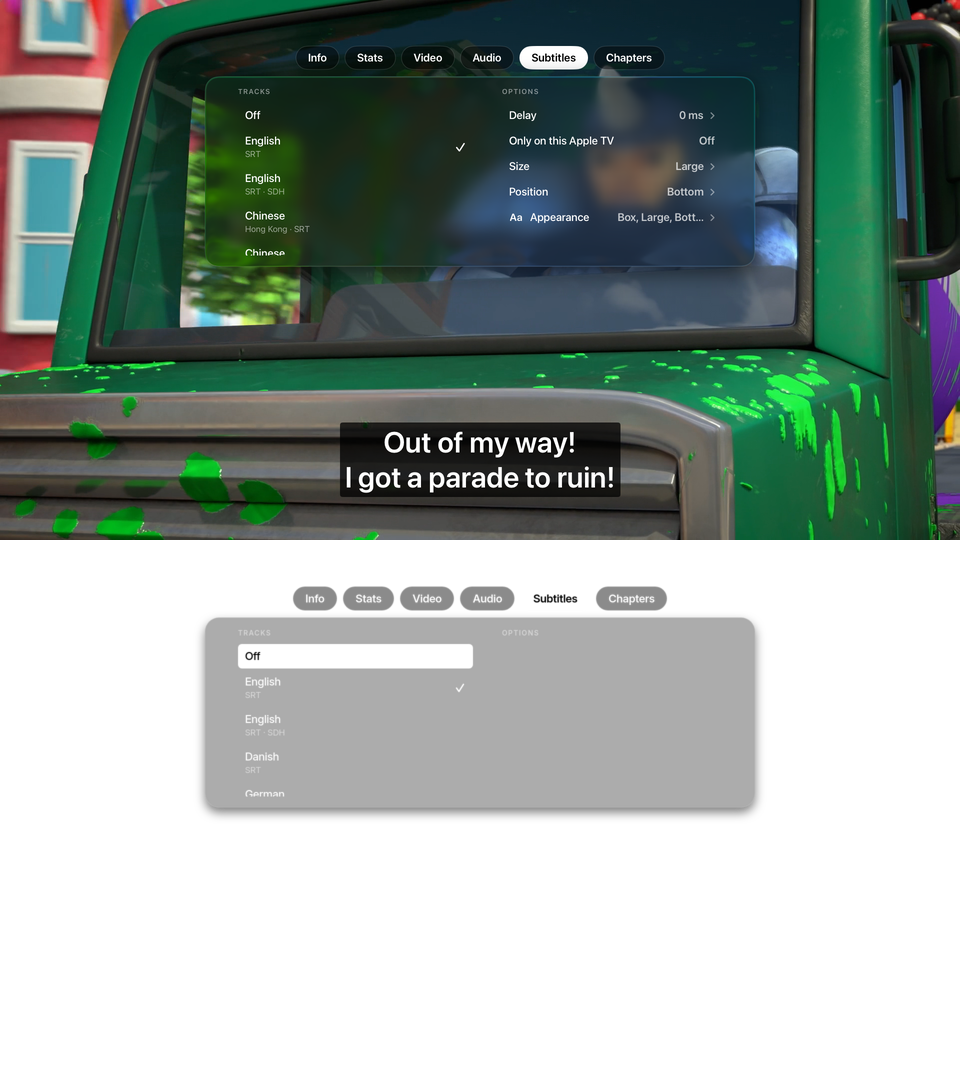 Info Stats Video Audio Subtitles Chapters
TRACKS
Off
English
SRT
English
SRT · SDH
Chinese
Hong Kong · SRT
Chinese
OPTIONS
Delay 0 ms
Only on this Apple TV Off
Size Large
Position Bottom
Aa Appearance Box, Large, Bott...
Out of my way!
I got a parade to ruin!
Info Stats Video Audio Subtitles Chapters
TRACKS
Off
English
SRT
English
SRT · SDH
Danish
SRT
German
OPTIONS